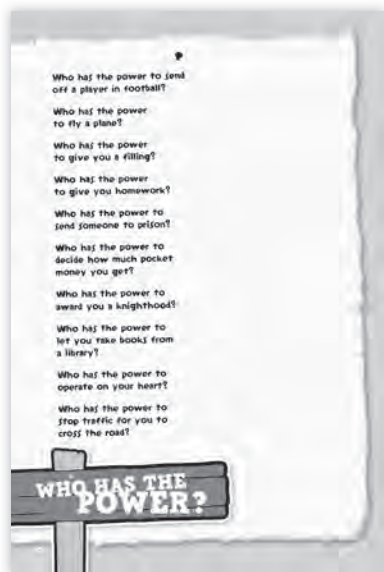 Who has the power to send
off a player in football?
Who has the power
to fly a plane?
Who has the power
to give you a filling?
Who has the power
to give you homework?
Who has the power to
send someone to prison?
Who has the power to
decide how much pocket
money you get?
Who has the power to
award you a knighthood?
Who has the power to
let you take books from
a library?
Who has the power to
operate on your heart?
Who has the power to
stop traffic for you to
cross the road?
WHO HAS THE
POWER?